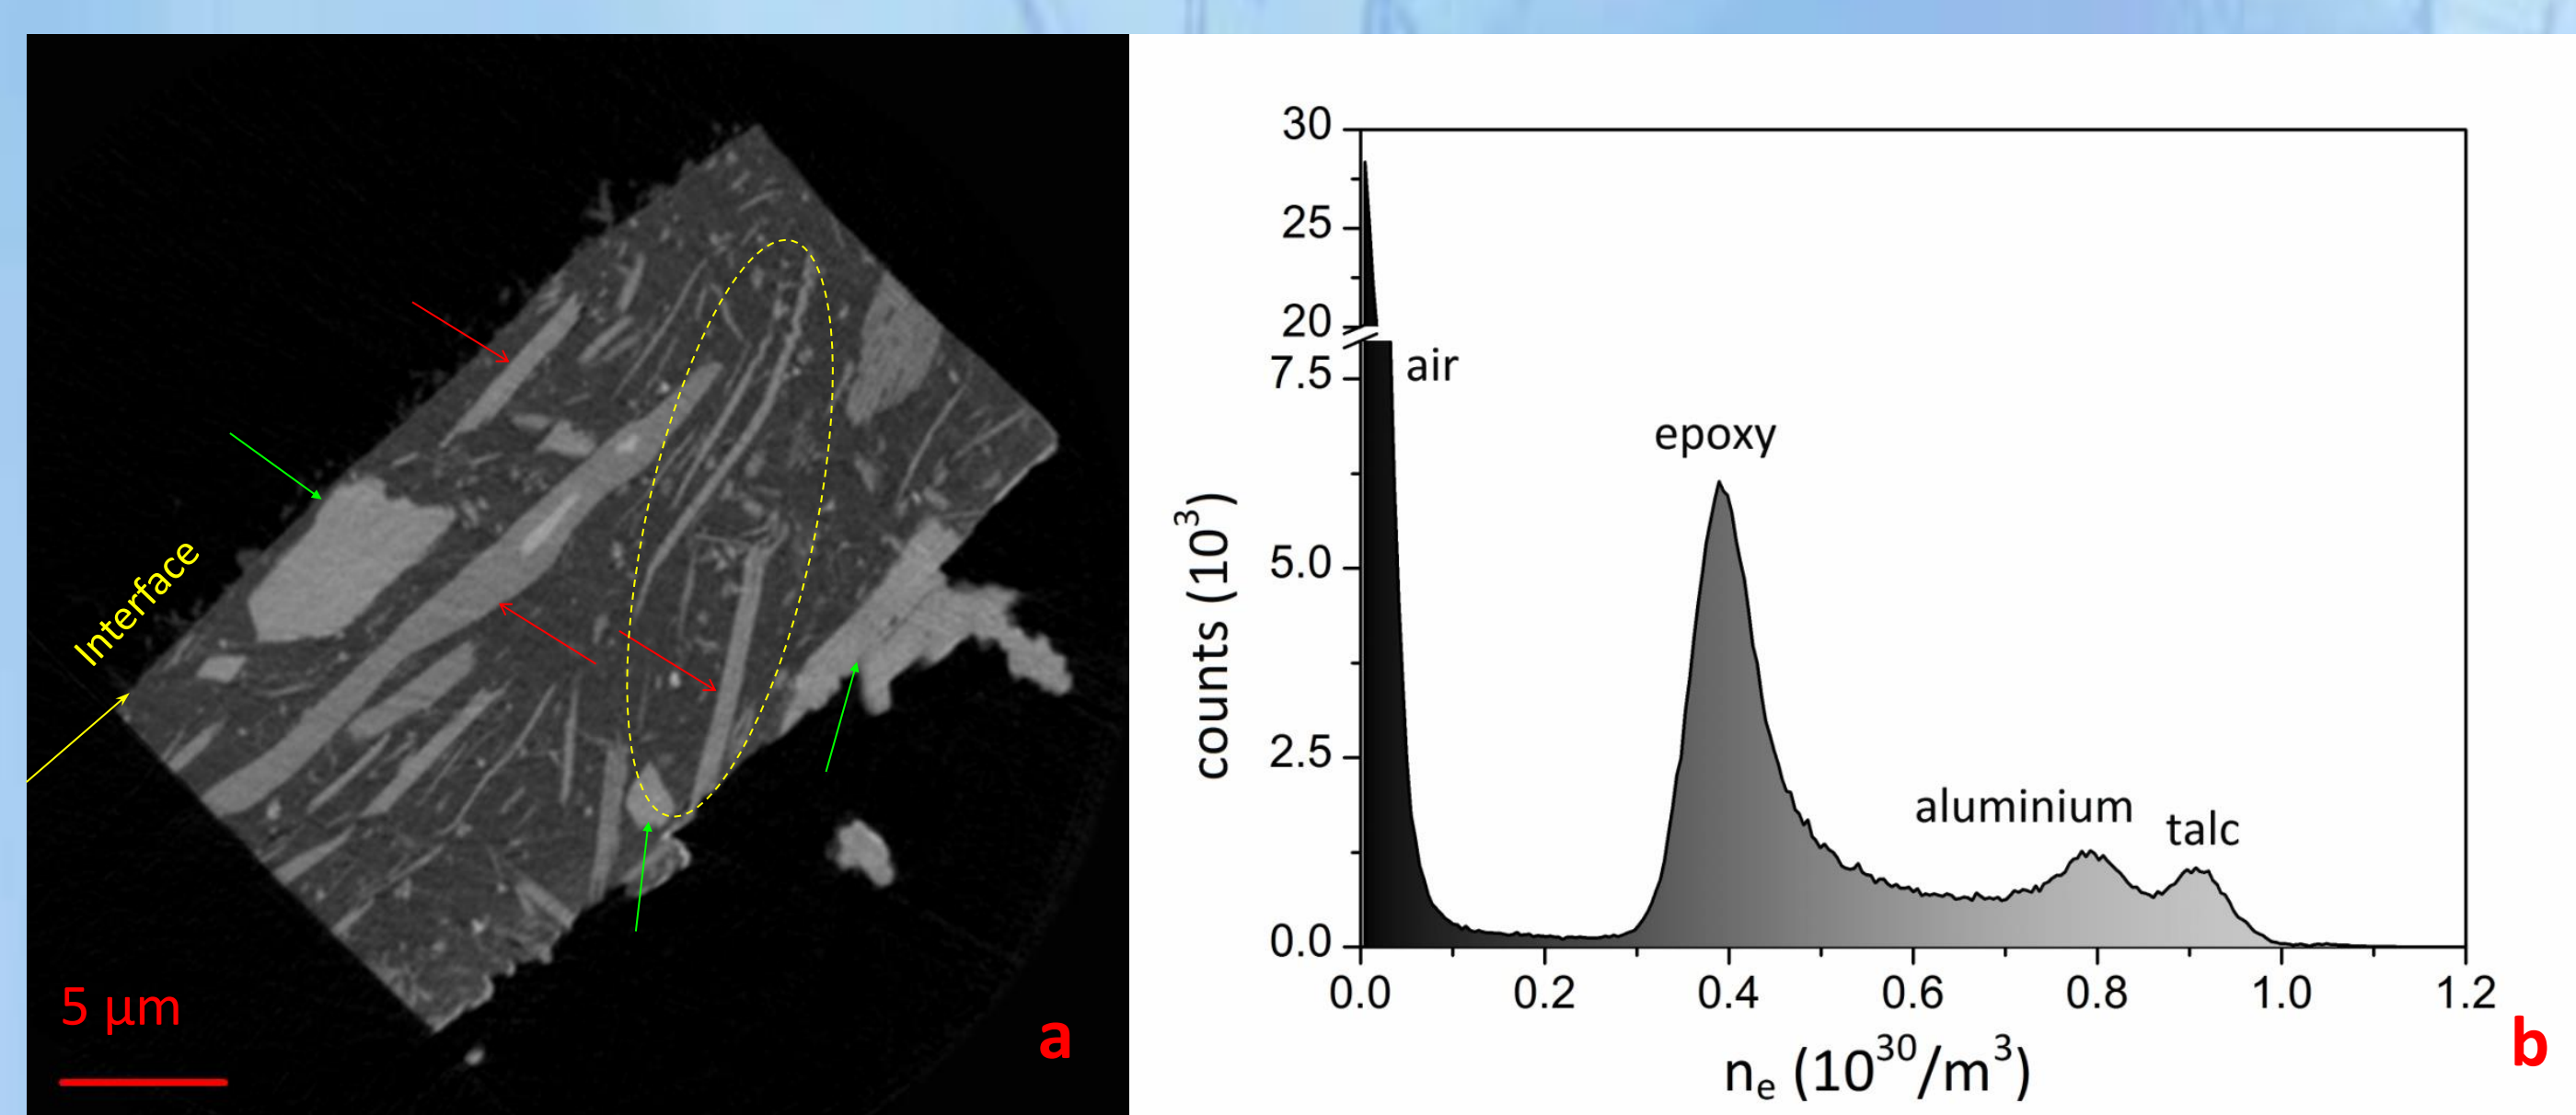 Interface
5 µm
a
30
25
20
7.5
5.0
2.5
0.0
counts (10³)
air
epoxy
aluminium
talc
0.0 0.2 0.4 0.6 0.8 1.0 1.2
nₑ (10³⁰/m³)
b